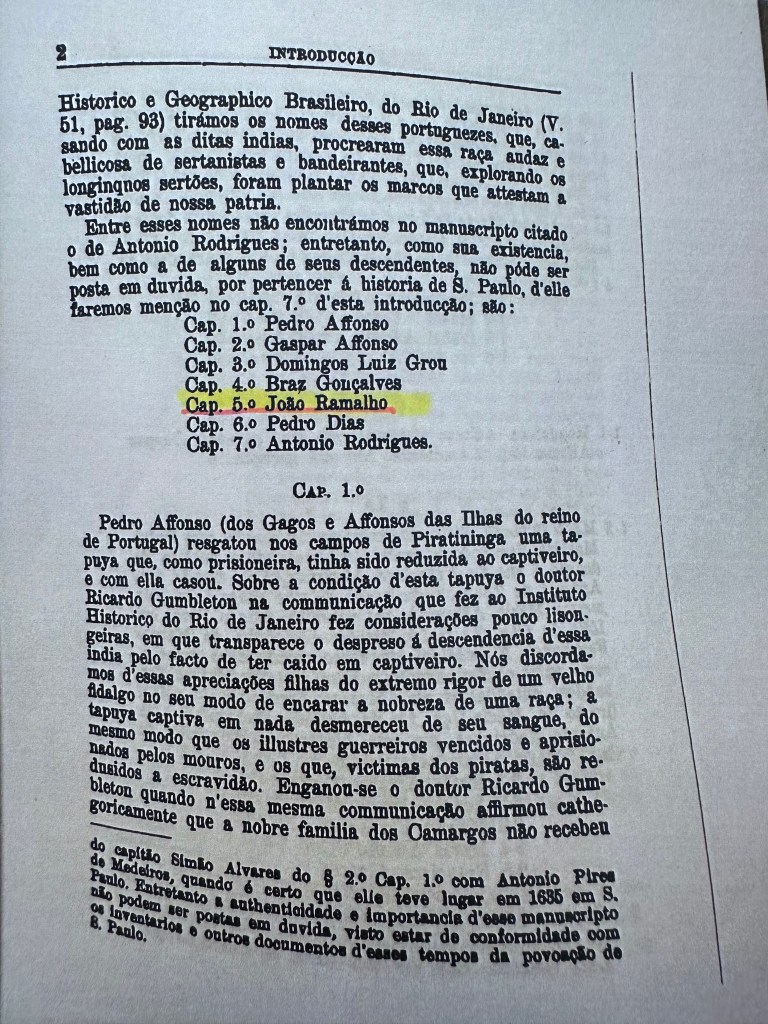 2 INTRODUCÇÃO
Historico e Geographico Brasileiro, do Rio de Janeiro (V.
51, pag. 93) tirámos os nomes desses portuguezes, que, ca-
sando com as ditas indias, procrearam essa raça audaz e
bellicosa de sertanistas e bandeirantes, que, explorando os
longinqnos sertões, foram plantar os marcos que attestam a
vastidão de nossa patria.
Entre esses nomes não encontrámos no manuscripto citado
o de Antonio Rodrigues; entretanto, como sua existencia,
bem como a de alguns de seus descendentes, não póde ser
posta em duvida, por pertencer á historia de S. Paulo, d'elle
faremos menção no cap. 7.º d'esta introducção; são:
Cap. 1.º Pedro Affonso
Cap. 2.º Gaspar Affonso
Cap. 3.º Domingos Luiz Grou
Cap. 4.º Braz Gonçalves
Cap. 5.º João Ramalho
Cap. 6.º Pedro Dias
Cap. 7.º Antonio Rodrigues.
CAP. 1.º
Pedro Affonso (dos Gagos e Affonsos das Ilhas do reino
de Portugal) resgatou nos campos de Piratininga uma ta-
puya que, como prisioneira, tinha sido reduzida ao captiveiro,
e com ella casou. Sobre a condição d'esta tapuya o doutor
Ricardo Gumbleton na communicação que fez ao Instituto
Historico do Rio de Janeiro fez considerações pouco lison-
geiras, em que transparece o despreso á descendencia d'essa
india pelo facto de ter caido em captiveiro. Nós discorda-
mos d'essas apreciações filhas do extremo rigor de um velho
fidalgo no seu modo de encarar a nobreza de uma raça; a
tapuya captiva em nada desmereceu de seu sangue, do
mesmo modo que os illustres guerreiros vencidos e aprisio-
nados pelos mouros, e os que, victimas dos piratas, são re-
dusidos a escravidão. Enganou-se o doutor Ricardo Gum-
bleton quando n'essa mesma communicação affirmou cathe-
goricamente que a nobre familia dos Camargos não recebeu
do capitão Simão Alvares do § 2.º Cap. 1.º com Antonio Pires
de Medeiros, quando é certo que elle teve lugar em 1635 em S.
Paulo. Entretanto a authenticidade e importancia d'esse manuscripto
não podem ser postas em duvida, visto estar de conformidade com
os inventarios e outros documentos d'esses tempos da povoação de
S. Paulo.